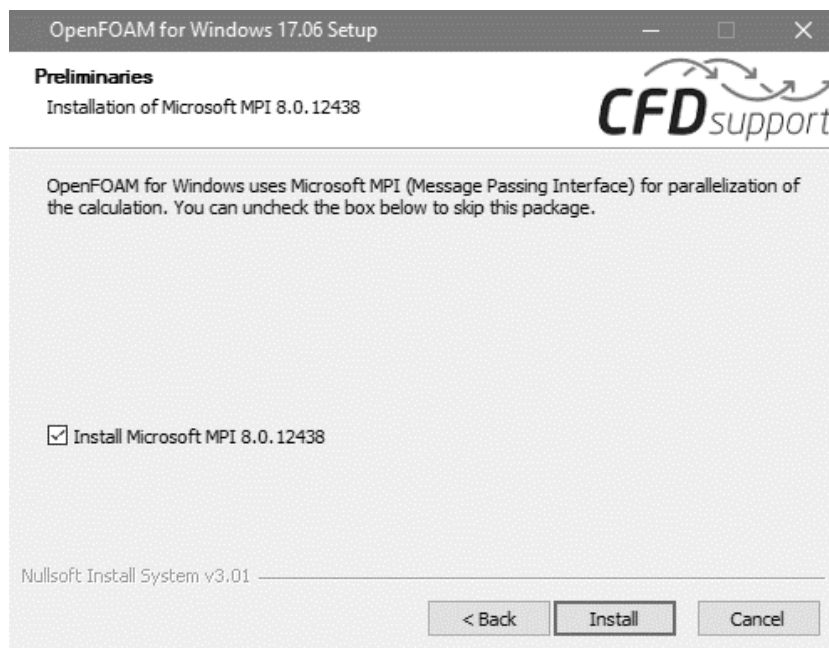 OpenFOAM for Windows 17.06 Setup
Preliminaries
Installation of Microsoft MPI 8.0.12438
CFD support
OpenFOAM for Windows uses Microsoft MPI (Message Passing Interface) for parallelization of
the calculation. You can uncheck the box below to skip this package.
Install Microsoft MPI 8.0.12438
Nullsoft Install System v3.01
< Back Install Cancel